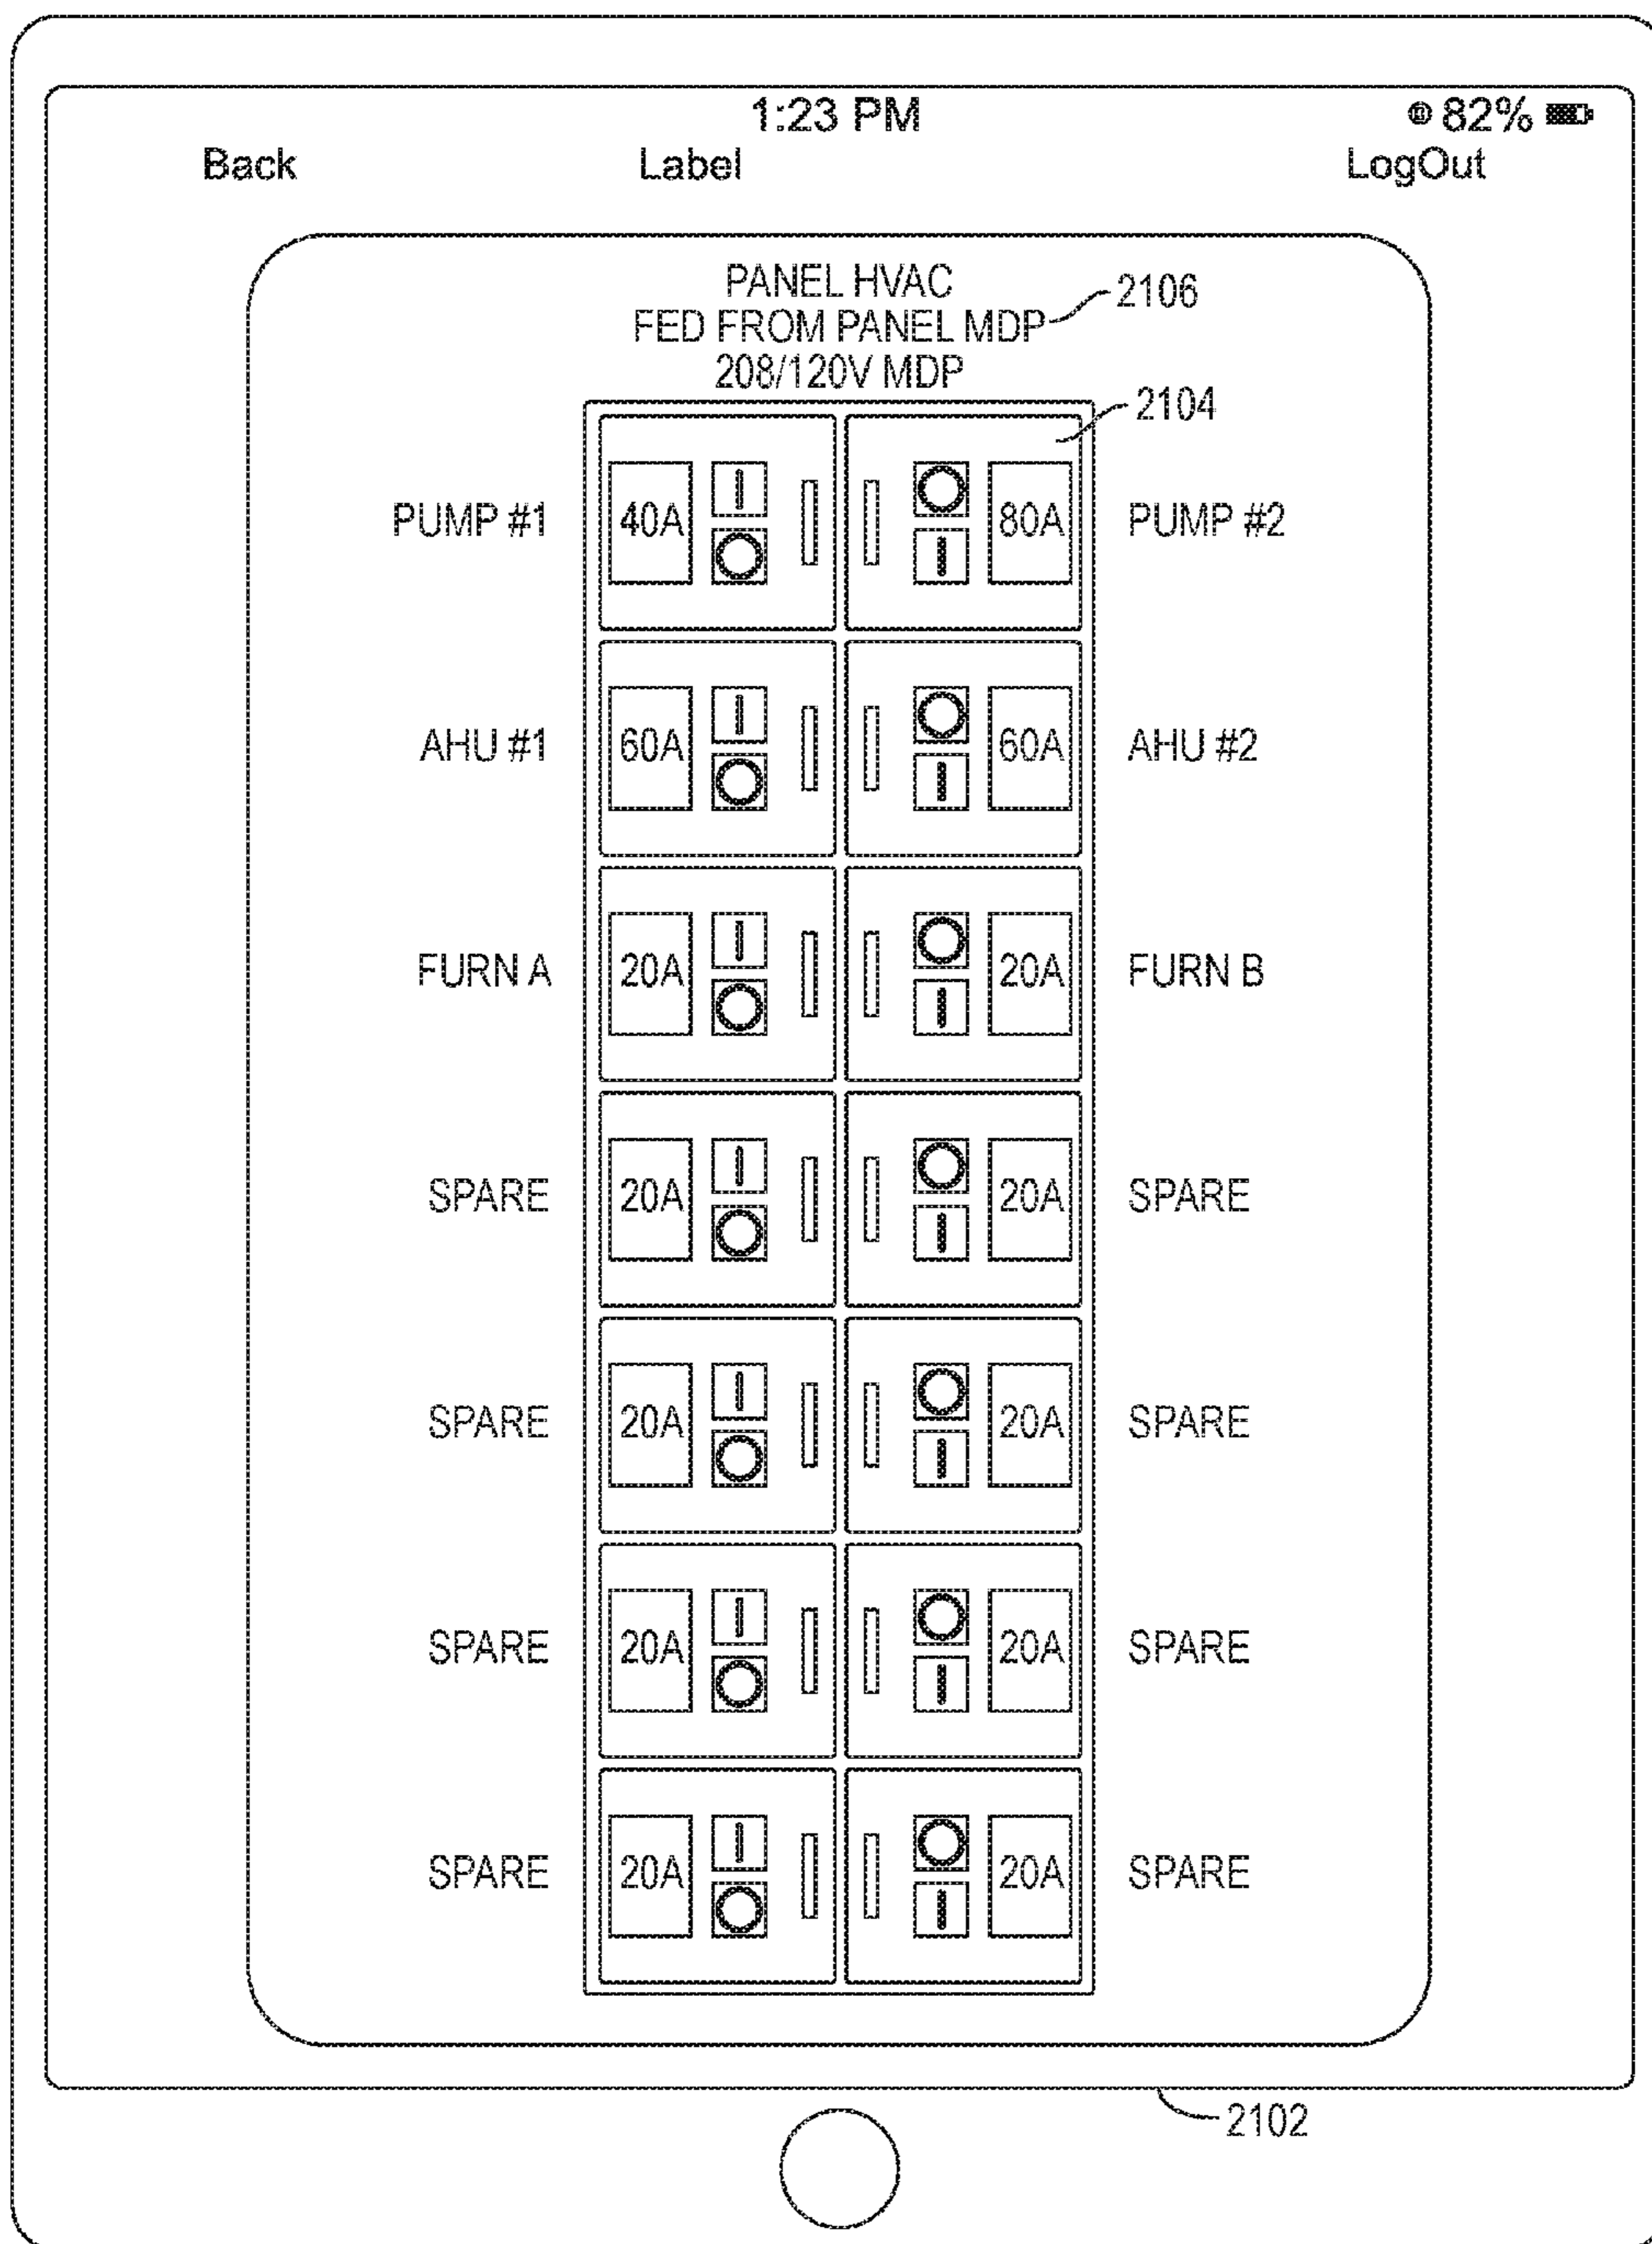 1:23 PM 82%
Back Label LogOut
PANEL HVAC
FED FROM PANEL MDP 2106
208/120V MDP
2104
PUMP #1 40A 80A PUMP #2
AHU #1 60A 60A AHU #2
FURN A 20A 20A FURN B
SPARE 20A 20A SPARE
SPARE 20A 20A SPARE
SPARE 20A 20A SPARE
SPARE 20A 20A SPARE
2102